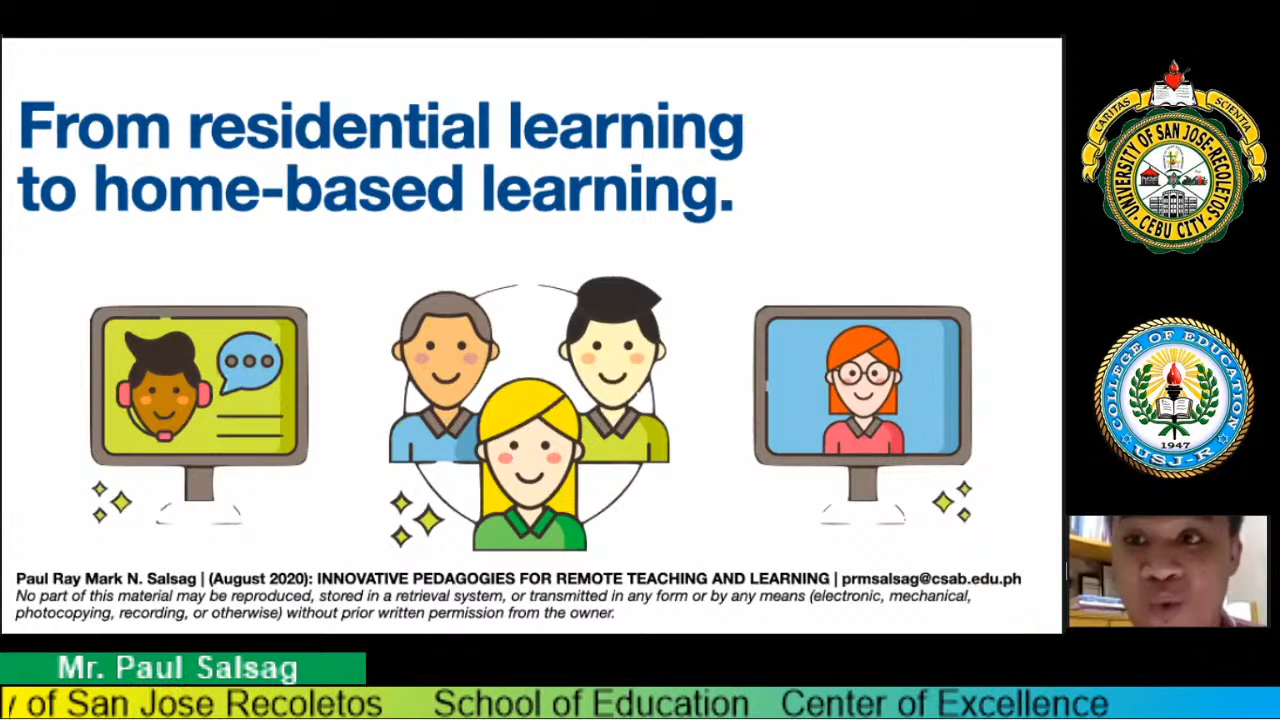 From residential learning
to home-based learning.
Paul Ray Mark N. Salsag | (August 2020): INNOVATIVE PEDAGOGIES FOR REMOTE TEACHING AND LEARNING | prmsalsag@csab.edu.ph
No part of this material may be reproduced, stored in a retrieval system, or transmitted in any form or by any means (electronic, mechanical,
photocopying, recording, or otherwise) without prior written permission from the owner.
CARITAS
SCIENTIA
UNIVERSITY OF SAN JOSE-RECOLETOS
CEBU CITY
COLLEGE OF EDUCATION
1947
USJ-R
Mr. Paul Salsag
y of San Jose Recoletos School of Education Center of Excellence